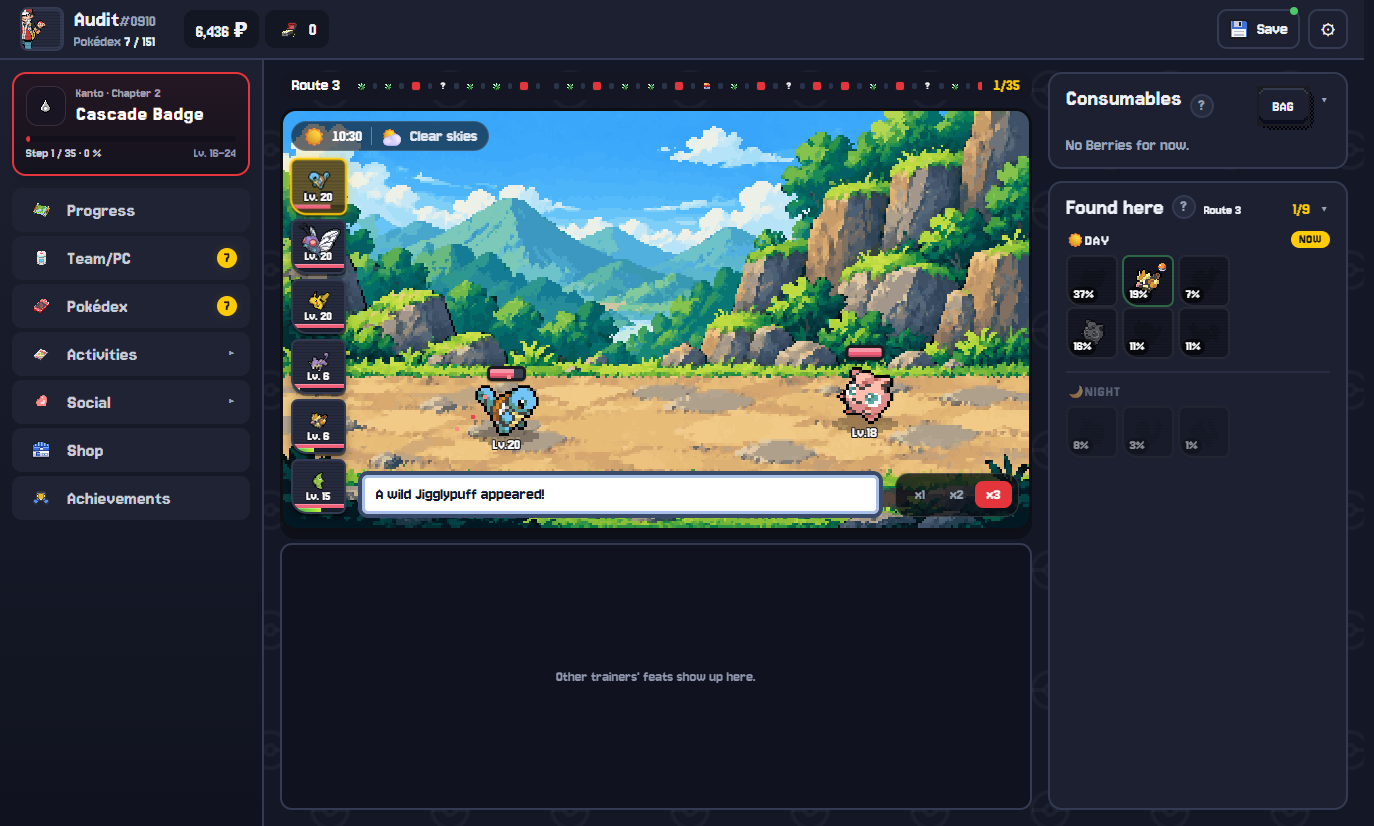 Audit#0910
Pokédex 7 / 151
6,436 ₽
0
Save
Kanto · Chapter 2
Cascade Badge
Step 1 / 35 · 0 %
Lv. 16-24
Progress
Team/PC
7
Pokédex
7
Activities
Social
Shop
Achievements
Route 3
?
?
?
1/35
10:30
Clear skies
Lv. 20
Lv. 20
Lv. 20
Lv. 6
Lv. 6
Lv. 15
Lv.20
Lv.18
A wild Jigglypuff appeared!
x1
x2
x3
Other trainers' feats show up here.
Consumables
?
BAG
No Berries for now.
Found here
?
Route 3
1/9
DAY
NOW
37%
19%
7%
16%
11%
11%
NIGHT
8%
3%
1%